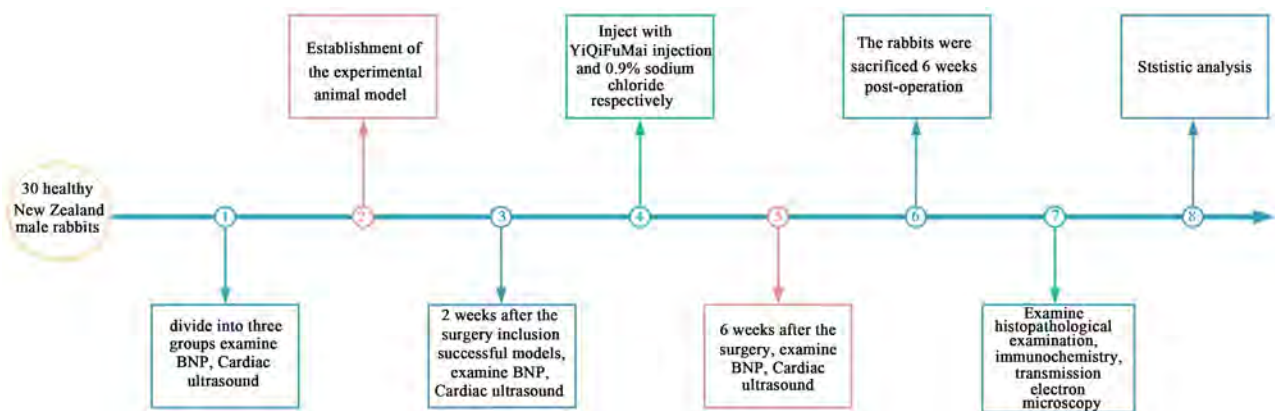 30 healthy
New Zealand
male rabbits
1
divide into three
groups examine
BNP, Cardiac
ultrasound
2
Establishment of
the experimental
animal model
3
2 weeks after the
surgery inclusion
successful models,
examine BNP,
Cardiac ultrasound
4
Inject with
YiQiFuMai injection
and 0.9% sodium
chloride
respectively
5
6 weeks after the
surgery, examine
BNP, Cardiac
ultrasound
6
The rabbits were
sacrificed 6 weeks
post-operation
7
Examine
histopathological
examination,
immunochemistry,
transmission
electron
microscopy
8
Ststistic analysis